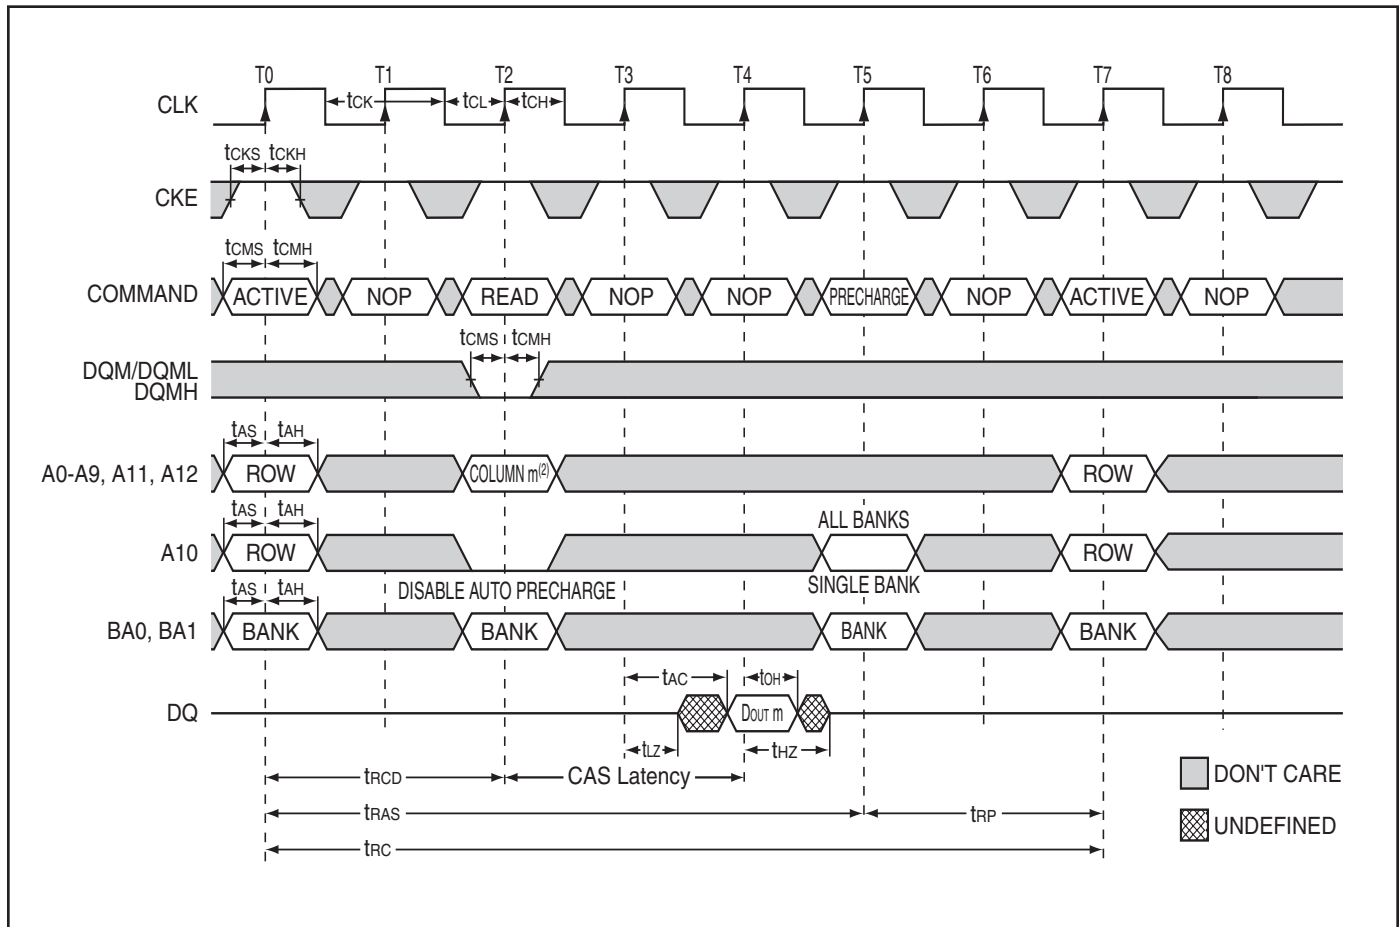 T0 T1 T2 T3 T4 T5 T6 T7 T8
CLK tCK tCL tCH
tCKS tCKH
CKE
tCMS tCMH
COMMAND ACTIVE NOP READ NOP NOP PRECHARGE NOP ACTIVE NOP
tCMS tCMH
DQM/DQML
DQMH
tAS tAH
A0-A9, A11, A12 ROW COLUMN m(2) ROW
tAS tAH ALL BANKS
A10 ROW ROW
DISABLE AUTO PRECHARGE SINGLE BANK
tAS tAH
BA0, BA1 BANK BANK BANK BANK
tAC tOH
DQ DOUT m
tLZ tHZ
tRCD CAS Latency DON'T CARE
tRAS tRP
UNDEFINED
tRC